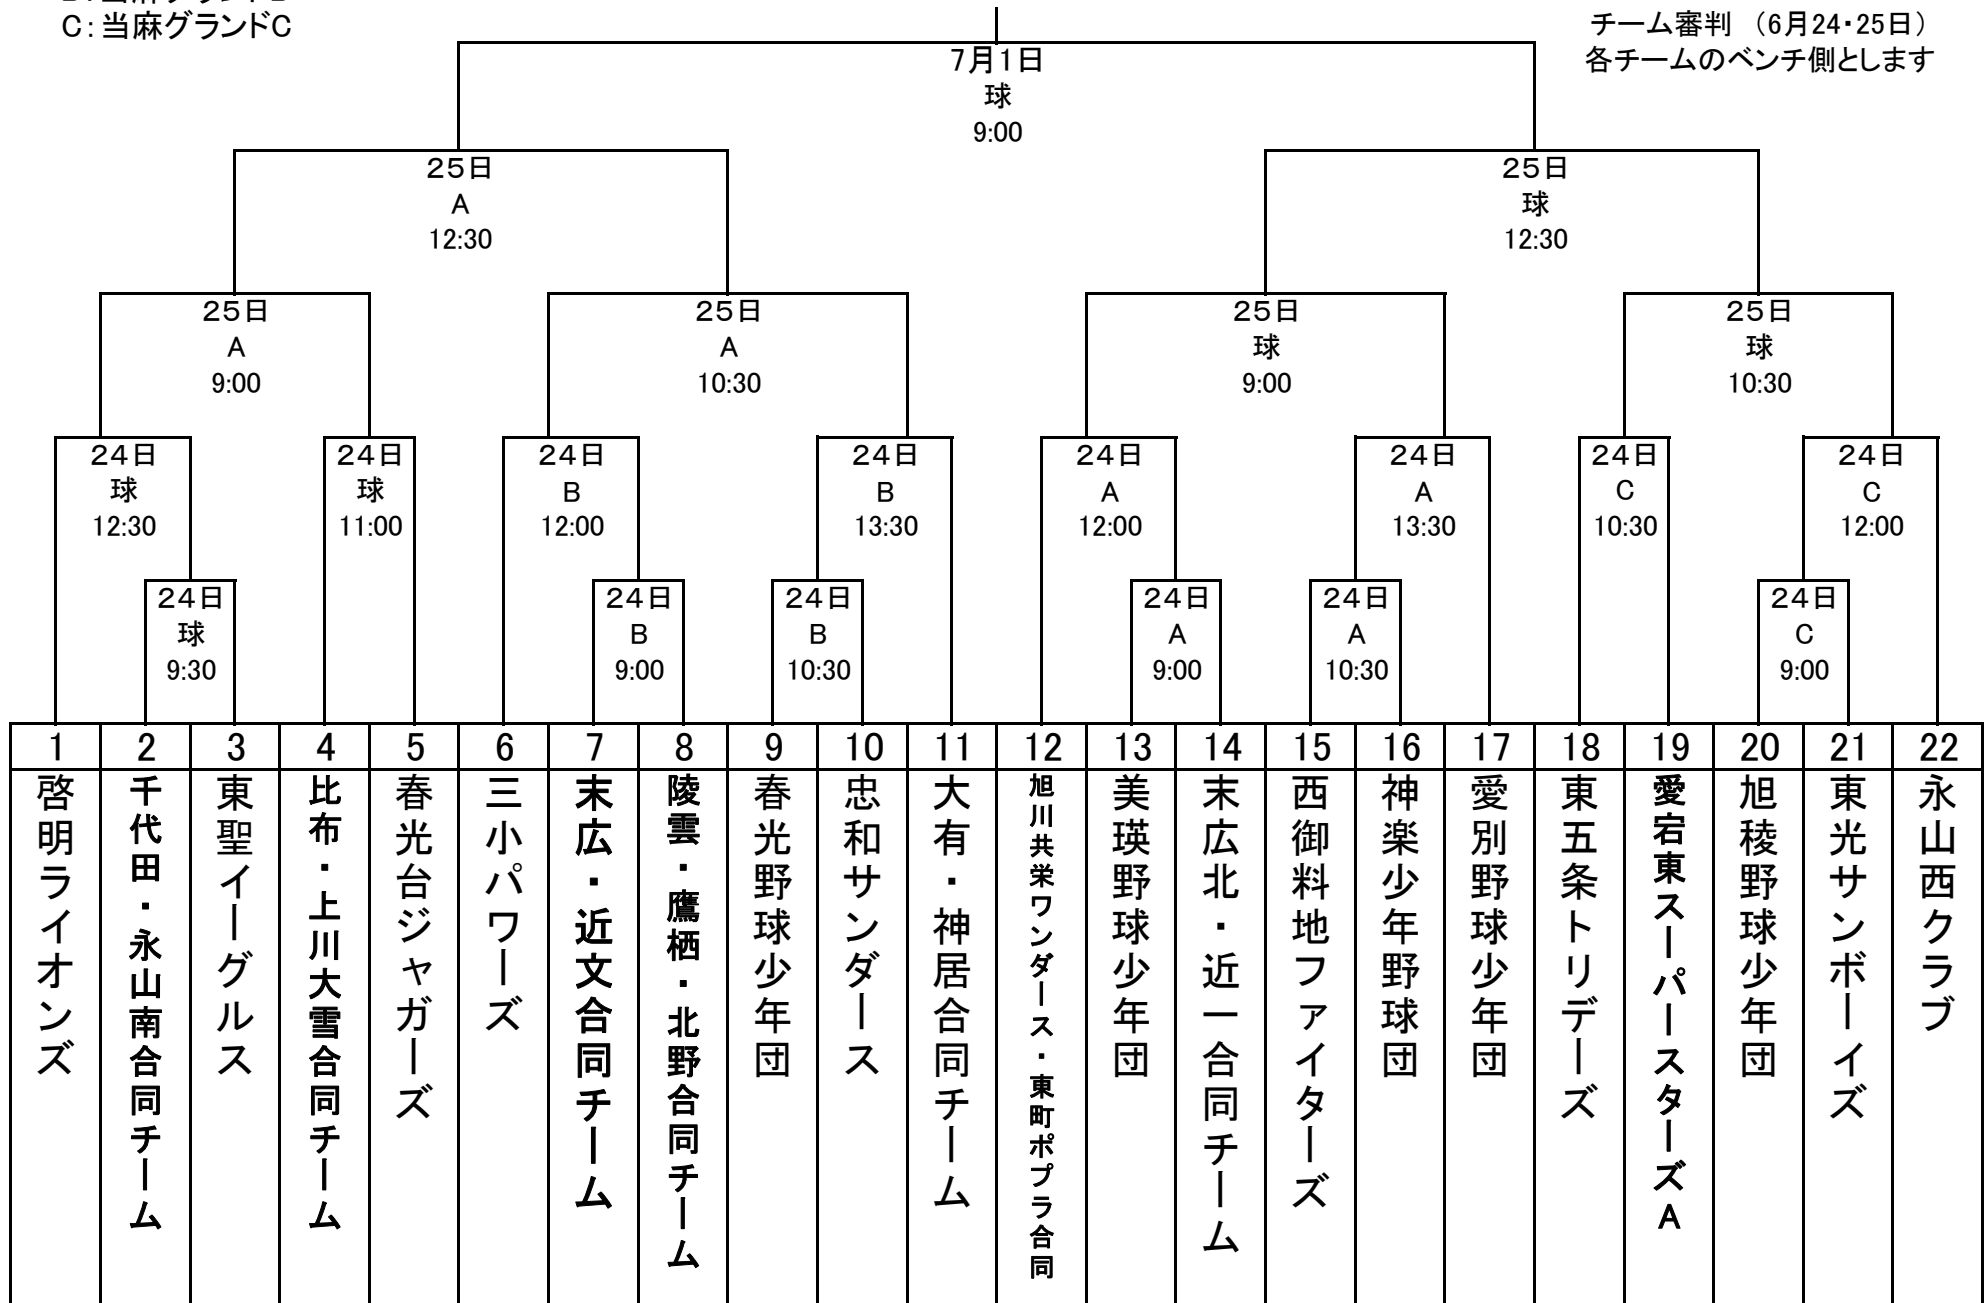 C：当麻グランドC
チーム審判　（6月24・25日）
各チームのベンチ側とします
7月1日
球
9:00
25日
A
12:30
25日
球
12:30
25日
A
9:00
25日
A
10:30
25日
球
9:00
25日
球
10:30
24日
球
12:30
24日
球
11:00
24日
B
12:00
24日
B
13:30
24日
A
12:00
24日
A
13:30
24日
C
10:30
24日
C
12:00
24日
球
9:30
24日
B
9:00
24日
B
10:30
24日
A
9:00
24日
A
10:30
24日
C
9:00
1
啓明ライオンズ
2
千代田・永山南合同チーム
3
東聖イーグルス
4
比布・上川大雪合同チーム
5
春光台ジャガーズ
6
三小パワーズ
7
末広・近文合同チーム
8
陵雲・鷹栖・北野合同チーム
9
春光野球少年団
10
忠和サンダース
11
大有・神居合同チーム
12
旭川共栄ワンダース・東町ポプラ合同
13
美瑛野球少年団
14
末広北・近一合同チーム
15
西御料地ファイターズ
16
神楽少年野球団
17
愛別野球少年団
18
東五条トリデーズ
19
愛宕東スーパースターズA
20
旭稜野球少年団
21
東光サンボーイズ
22
永山西クラブ